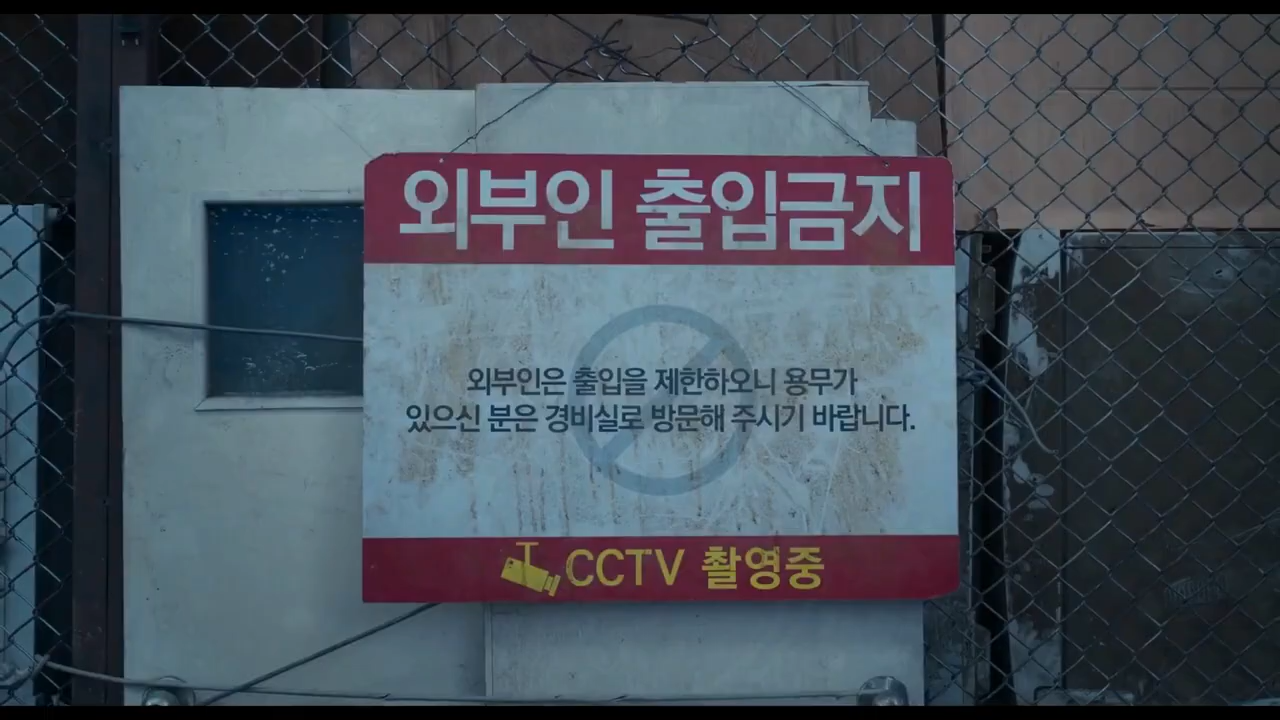 외부인 출입금지
외부인은 출입을 제한하오니 용무가
있으신 분은 경비실로 방문해 주시기 바랍니다.
CCTV 촬영중